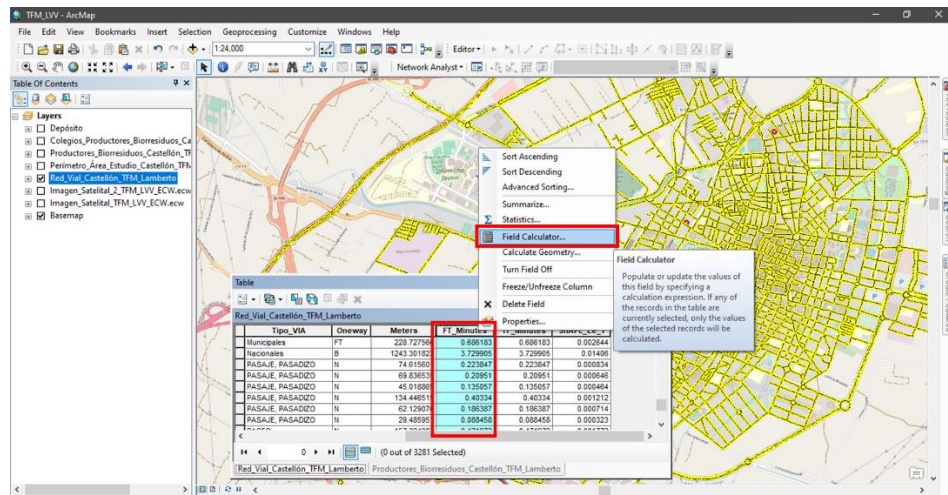 TFM_LVV - ArcMap
File Edit View Bookmarks Insert Selection Geoprocessing Customize Windows Help
1:24,000
Editor
Network Analyst
Table Of Contents
Layers
Depósito
Colegios_Productores_Biorresiduos_Ca
Productores_Biorresiduos_Castellón_TF
Perímetro_Área_Estudio_Castellón_TFM
Red_Vial_Castellón_TFM_Lamberto
Imagen_Satelital_2_TFM_LVV_ECW.ecw
Imagen_Satelital_TFM_LVV_ECW.ecw
Basemap
Sort Ascending
Sort Descending
Advanced Sorting...
Summarize...
Statistics...
Field Calculator...
Calculate Geometry...
Turn Field Off
Freeze/Unfreeze Column
Delete Field
Properties...
Field Calculator
Populate or update the values of
this field by specifying a
calculation expression. If any of
the records in the table are
currently selected, only the values
of the selected records will be
calculated.
Table
Red_Vial_Castellón_TFM_Lamberto
Tipo_VIA Oneway Meters FT_Minutes
Municipales FT 228.727566 0.686183 0.686183 0.002644
Nacionales B 1243.30182 3.729905 3.729905 0.01406
PASAJE, PASADIZO N 74.61560 0.223847 0.223847 0.000834
PASAJE, PASADIZO N 69.83653 0.20951 0.20951 0.000646
PASAJE, PASADIZO N 45.01886 0.135057 0.135057 0.000464
PASAJE, PASADIZO N 134.44651 0.40334 0.40334 0.001212
PASAJE, PASADIZO N 62.12907 0.186387 0.186387 0.000714
PASAJE, PASADIZO N 29.48595 0.088458 0.088458 0.000323
0 (0 out of 3281 Selected)
Red_Vial_Castellón_TFM_Lamberto Productores_Biorresiduos_Castellón_TFM_Lamberto